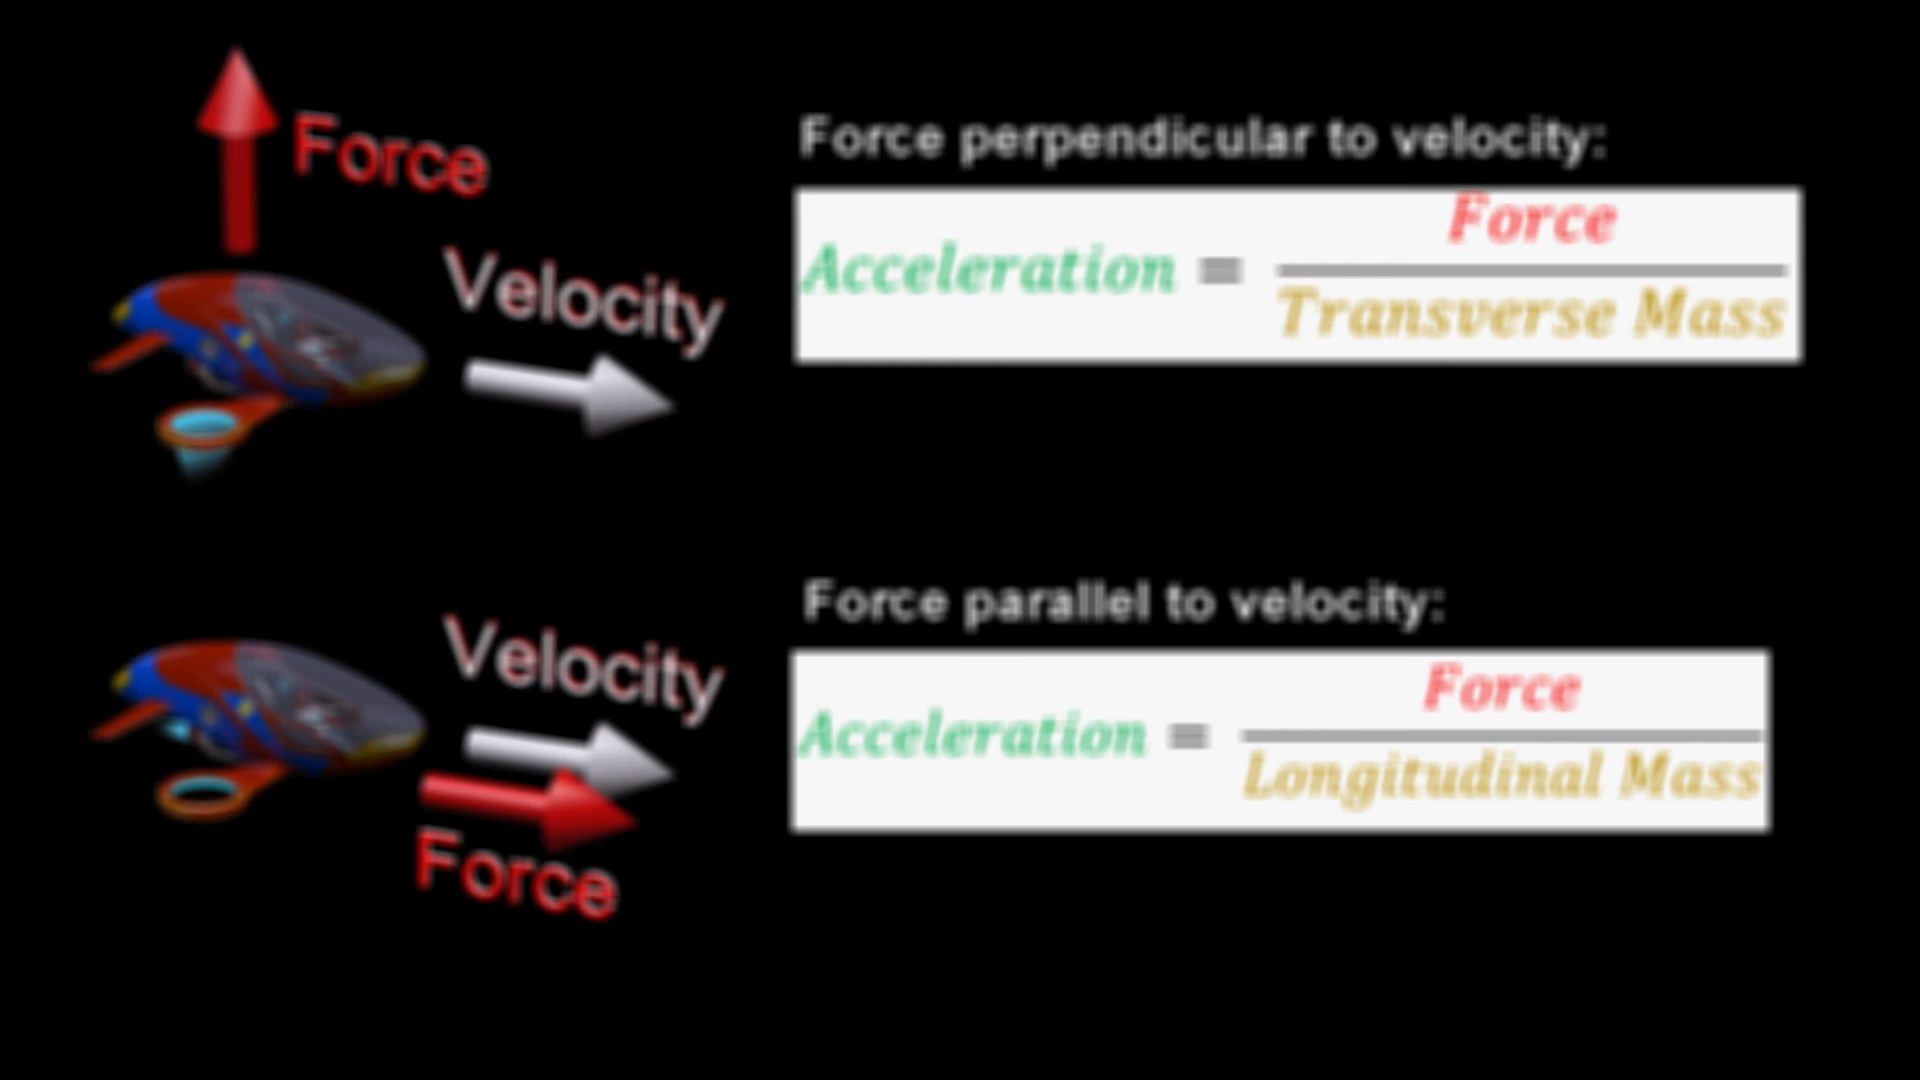 Force
Velocity
Force perpendicular to velocity:
Acceleration = Force / Transverse Mass
Velocity
Force
Force parallel to velocity:
Acceleration = Force / Longitudinal Mass